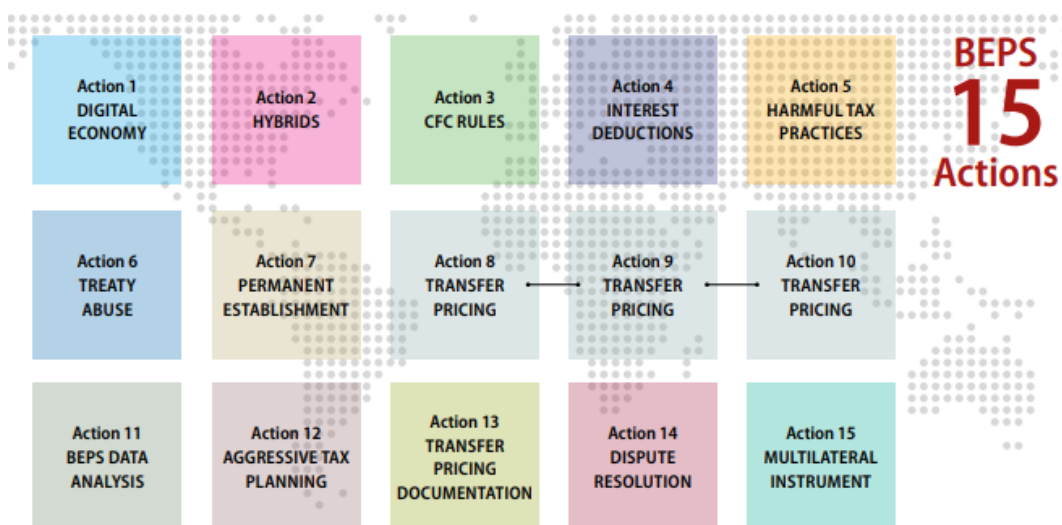 Action 1
DIGITAL
ECONOMY
Action 2
HYBRIDS
Action 3
CFC RULES
Action 4
INTEREST
DEDUCTIONS
Action 5
HARMFUL TAX
PRACTICES
BEPS
15
Actions
Action 6
TREATY
ABUSE
Action 7
PERMANENT
ESTABLISHMENT
Action 8
TRANSFER
PRICING
Action 9
TRANSFER
PRICING
Action 10
TRANSFER
PRICING
Action 11
BEPS DATA
ANALYSIS
Action 12
AGGRESSIVE TAX
PLANNING
Action 13
TRANSFER
PRICING
DOCUMENTATION
Action 14
DISPUTE
RESOLUTION
Action 15
MULTILATERAL
INSTRUMENT